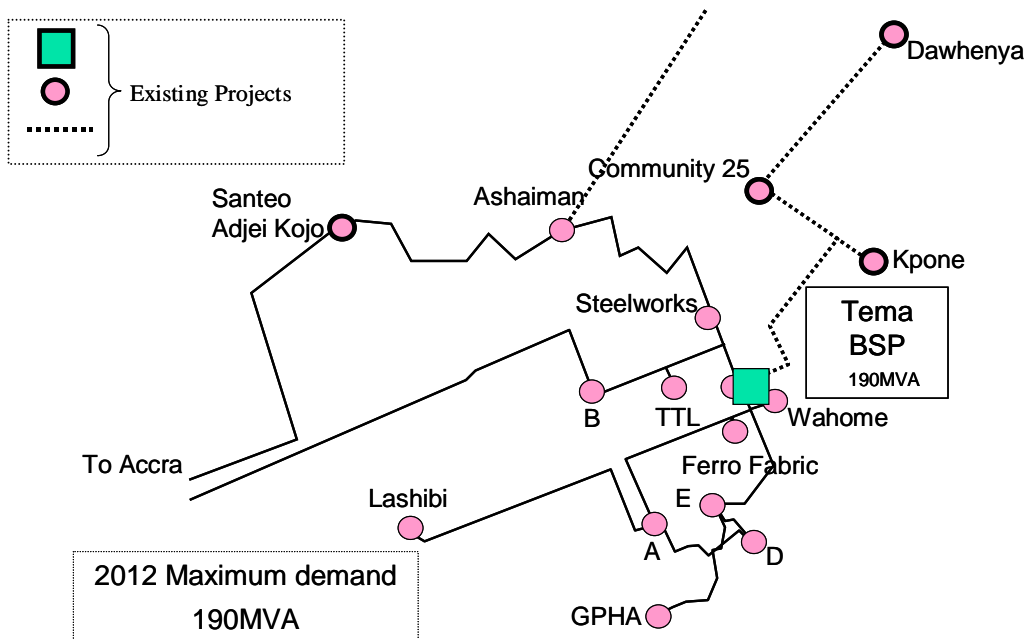 Existing Projects
Dawhenya
Community 25
Santeo
Adjei Kojo
Ashaiman
Kpone
Steelworks
Tema
BSP
190MVA
B
TTL
Wahome
To Accra
Ferro Fabric
Lashibi
E
A
D
2012 Maximum demand
190MVA
GPHA